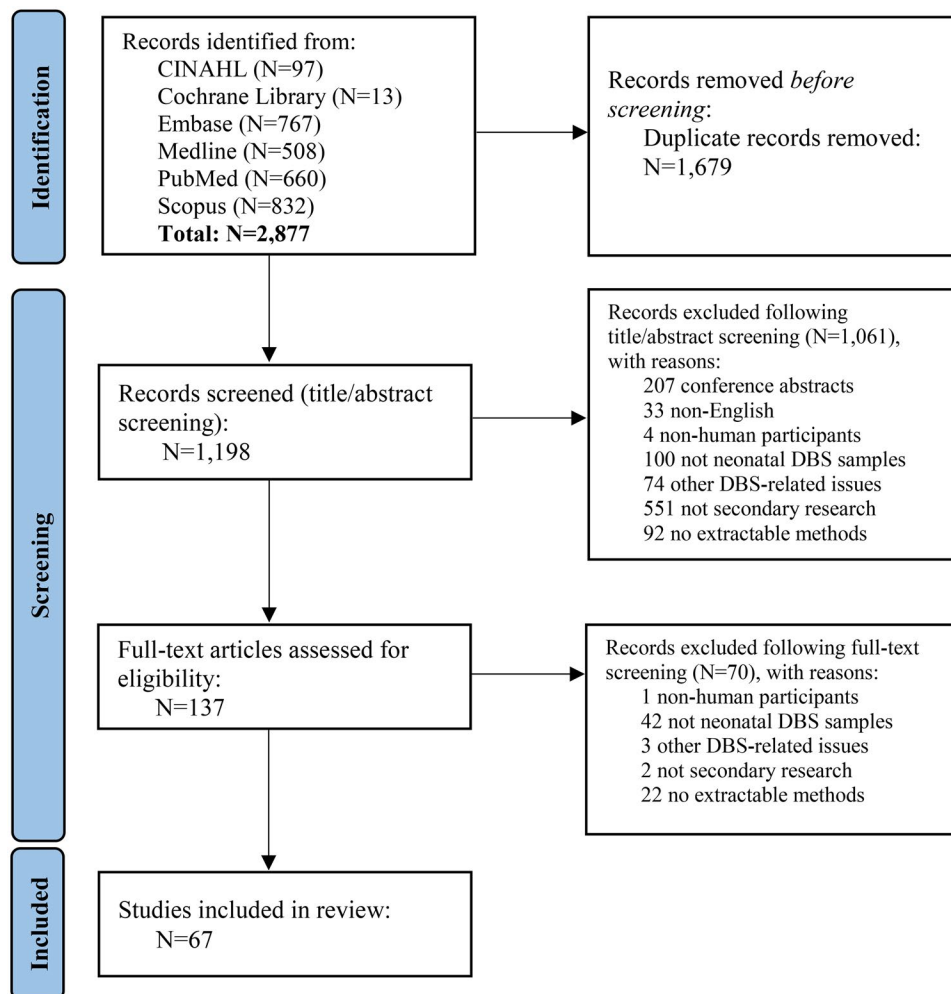 Identification
Records identified from:
CINAHL (N=97)
Cochrane Library (N=13)
Embase (N=767)
Medline (N=508)
PubMed (N=660)
Scopus (N=832)
Total: N=2,877
Records removed before
screening:
Duplicate records removed:
N=1,679
Screening
Records screened (title/abstract
screening):
N=1,198
Records excluded following
title/abstract screening (N=1,061),
with reasons:
207 conference abstracts
33 non-English
4 non-human participants
100 not neonatal DBS samples
74 other DBS-related issues
551 not secondary research
92 no extractable methods
Full-text articles assessed for
eligibility:
N=137
Records excluded following full-text
screening (N=70), with reasons:
1 non-human participants
42 not neonatal DBS samples
3 other DBS-related issues
2 not secondary research
22 no extractable methods
Included
Studies included in review:
N=67